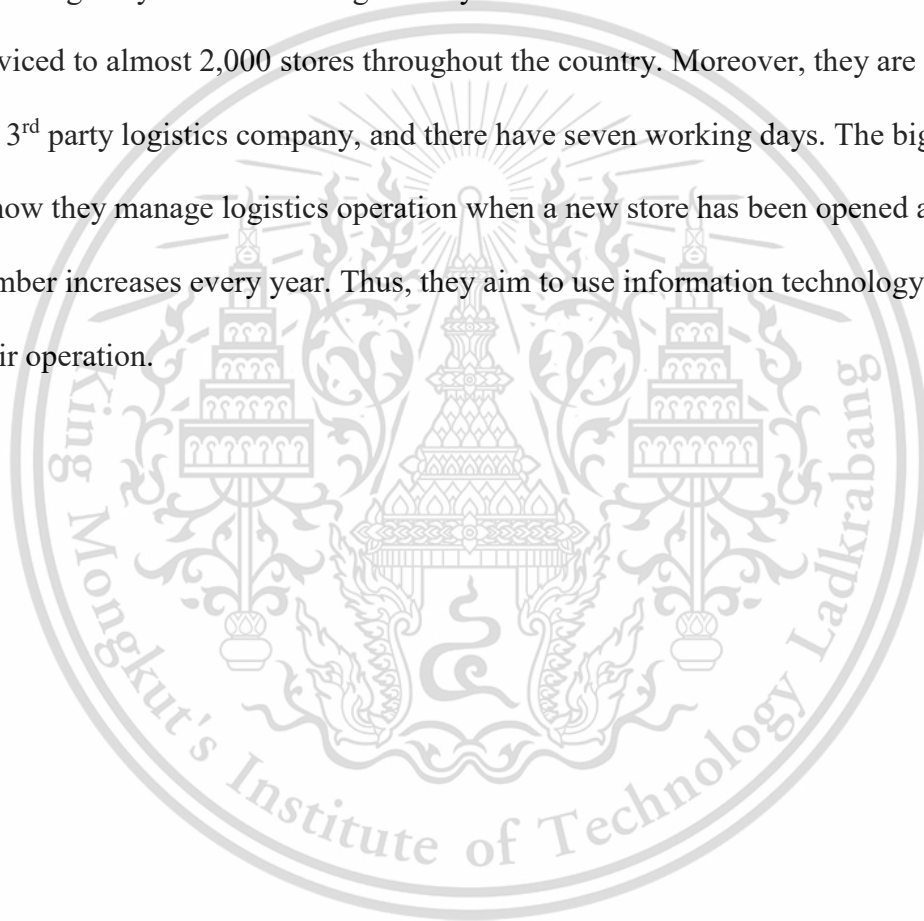 viced to almost 2,000 stores throughout the country. Moreover, they are
3rd party logistics company, and there have seven working days. The big
now they manage logistics operation when a new store has been opened a
mber increases every year. Thus, they aim to use information technology
ir operation.
King Mongkut's Institute of Technology Ladkrabang